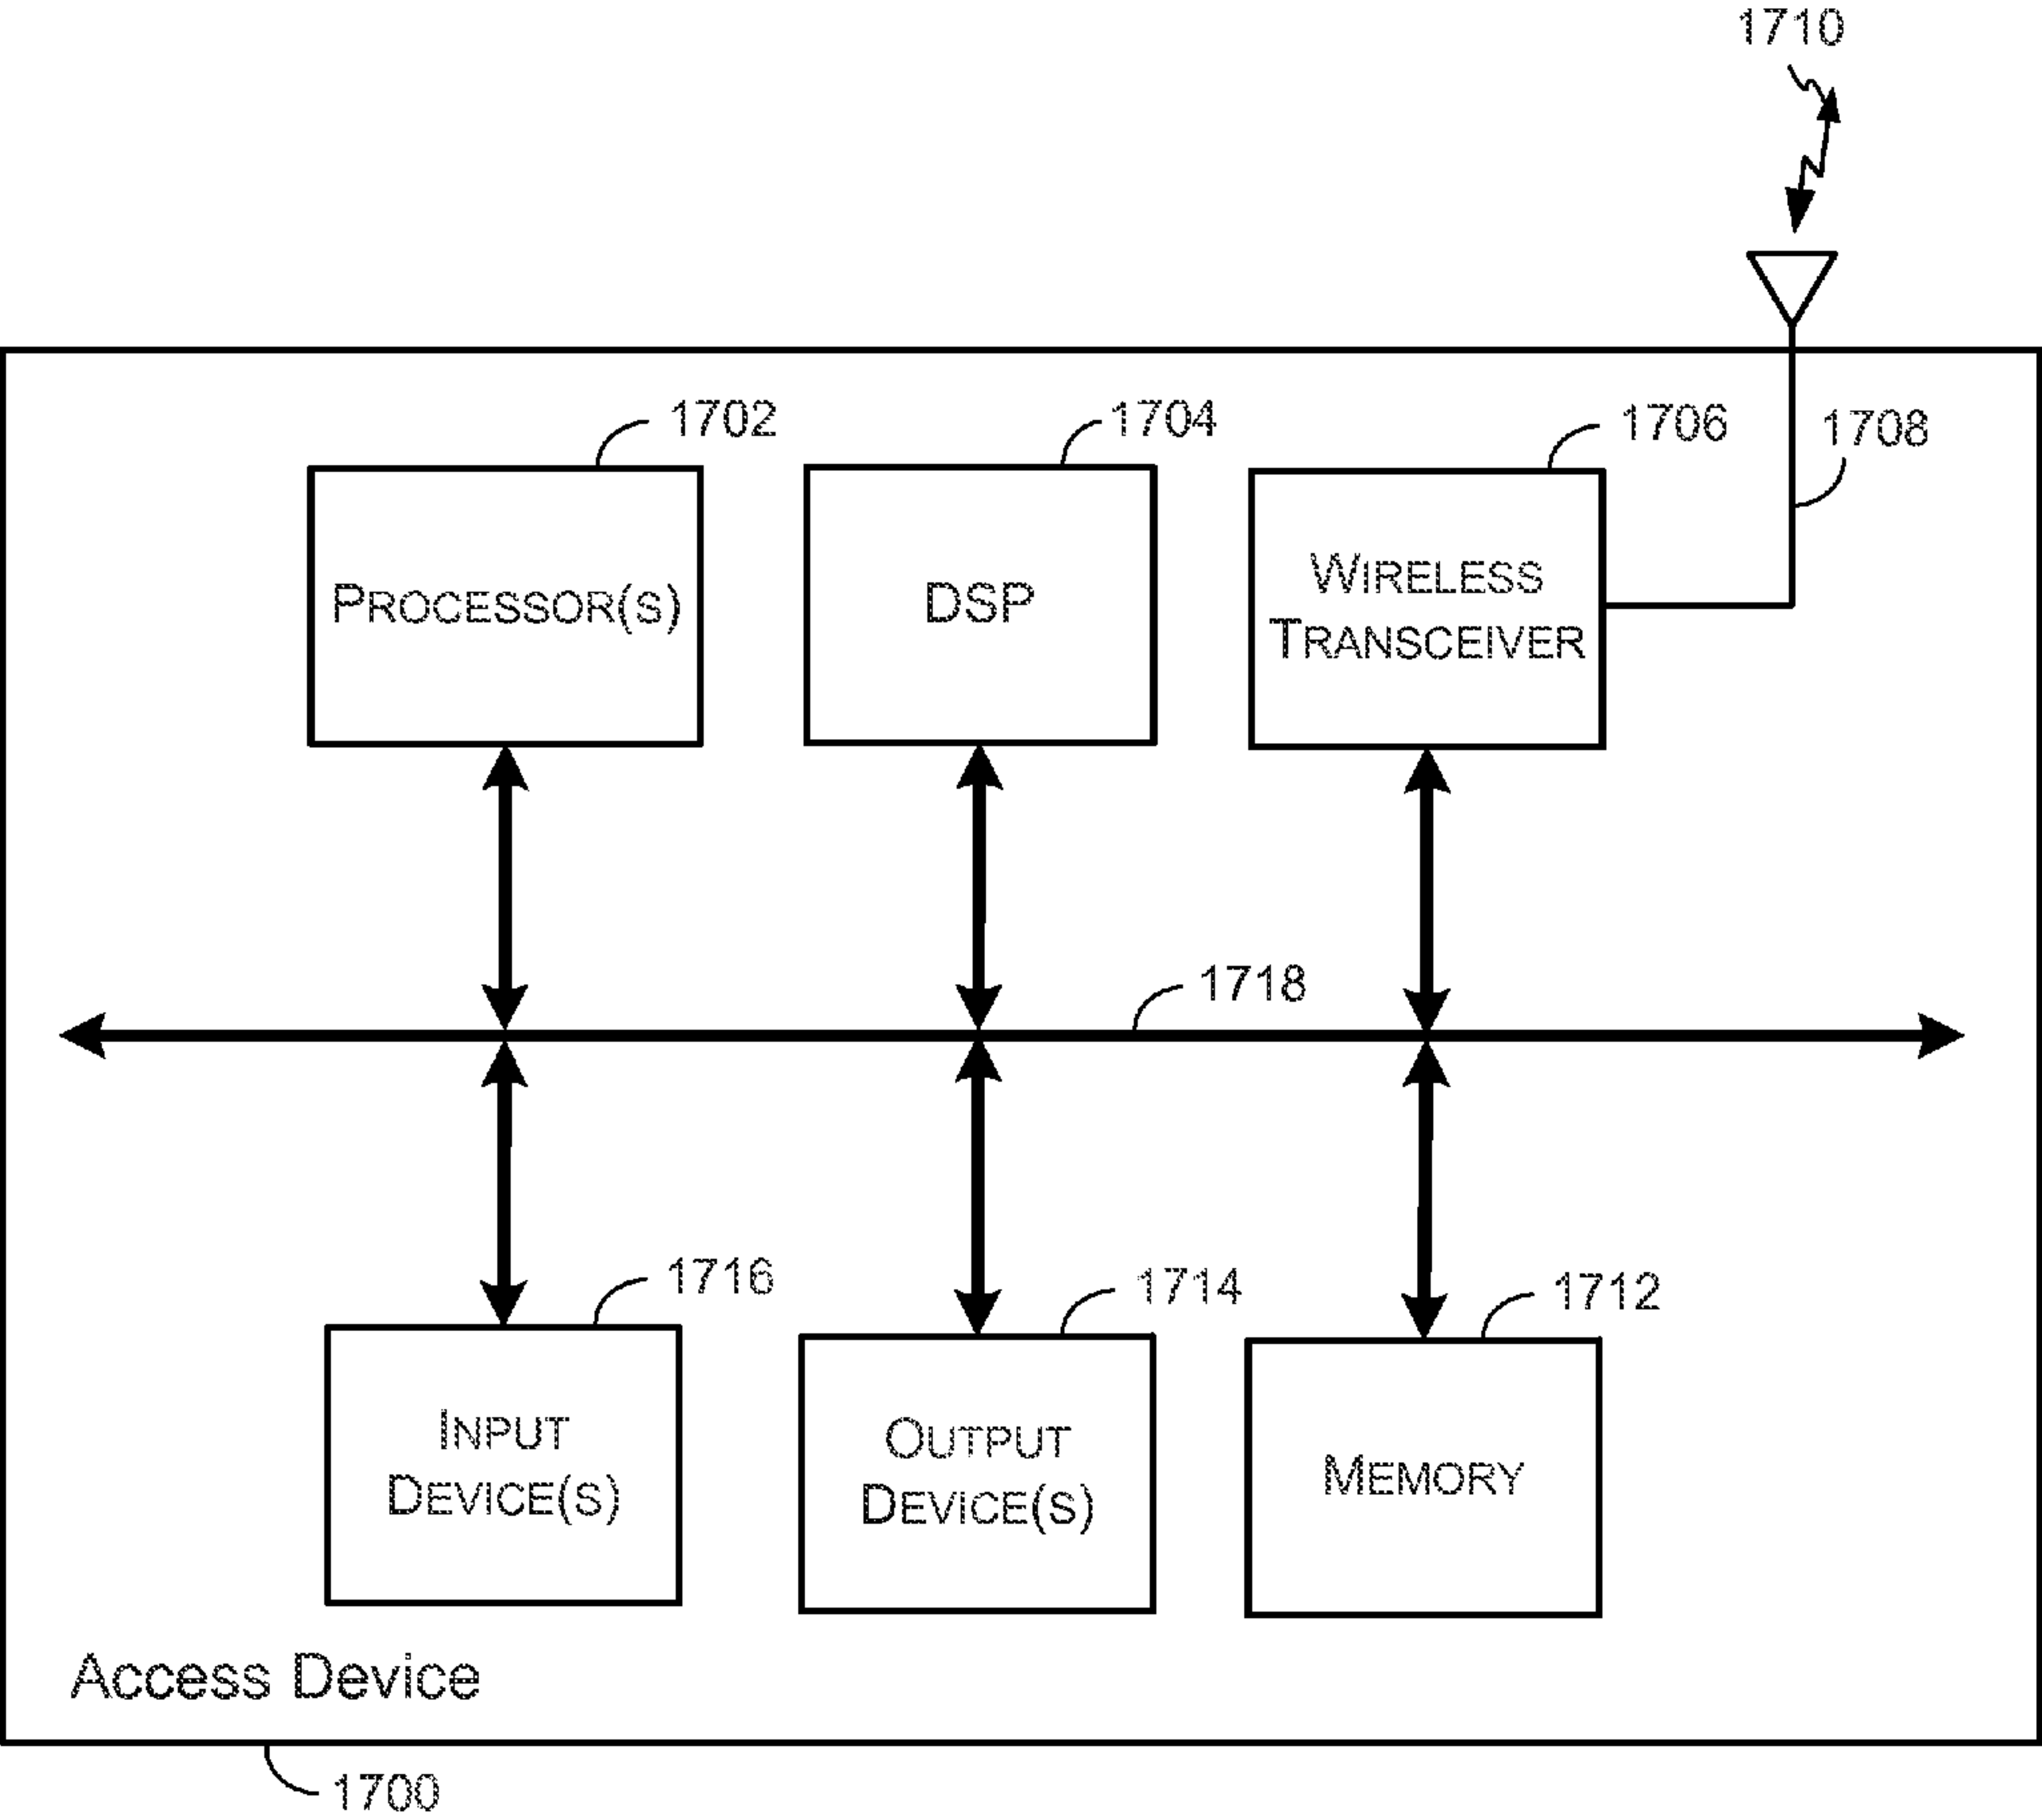 1710
1702
1704
1706
1708
PROCESSOR(S)
DSP
WIRELESS
TRANSCEIVER
1718
1716
1714
1712
INPUT
DEVICE(S)
OUTPUT
DEVICE(S)
MEMORY
Access Device
1700